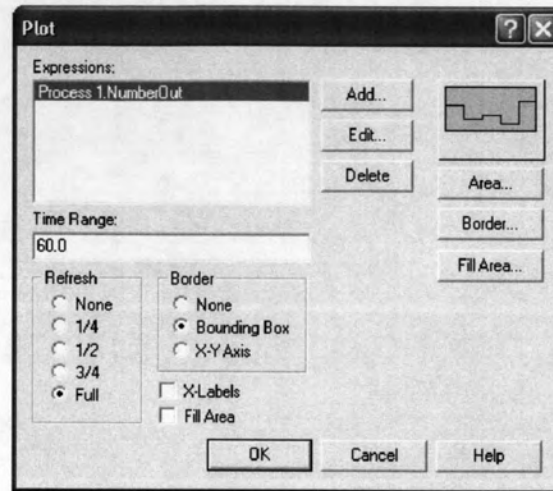 Plot
Expressions:
Process 1.NumberOut
Add...
Edit...
Delete
Area...
Border...
Fill Area...
Time Range:
60.0
Refresh
None
1/4
1/2
3/4
Full
Border
None
Bounding Box
X-Y Axis
X-Labels
Fill Area
OK
Cancel
Help